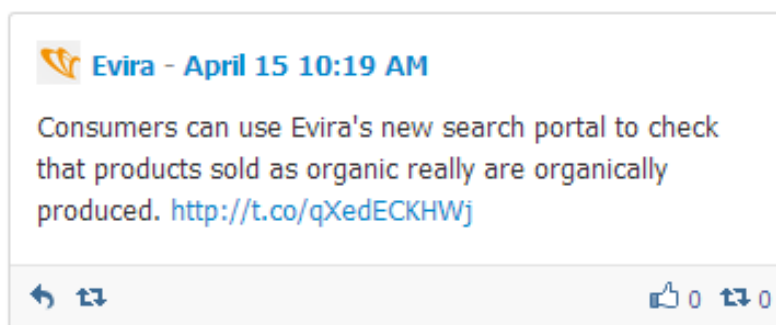 Evira - April 15 10:19 AM
Consumers can use Evira's new search portal to check
that products sold as organic really are organically
produced. http://t.co/qXedECKHWj
0 0